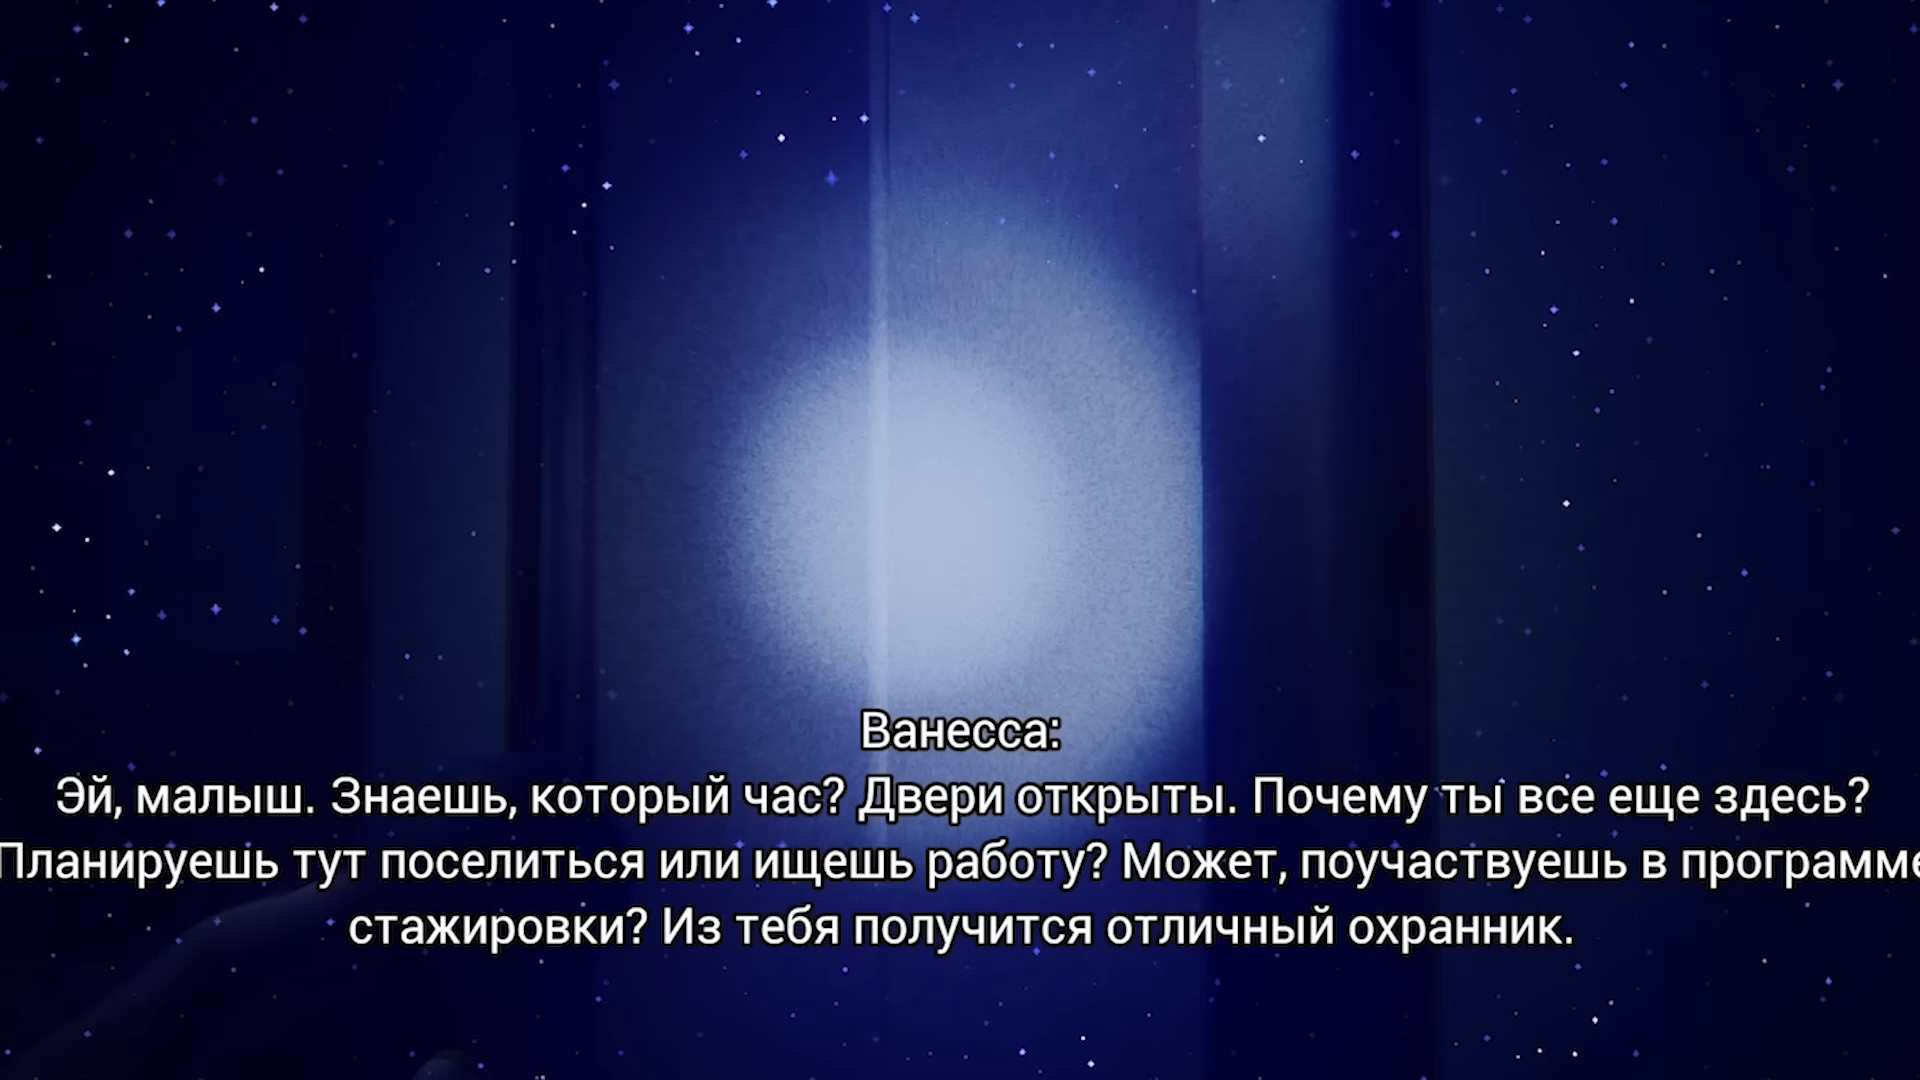 Ванесса:
Эй, малыш. Знаешь, который час? Двери открыты. Почему ты все еще здесь?
Планируешь тут поселиться или ищешь работу? Может, поучаствуешь в программе
стажировки? Из тебя получится отличный охранник.